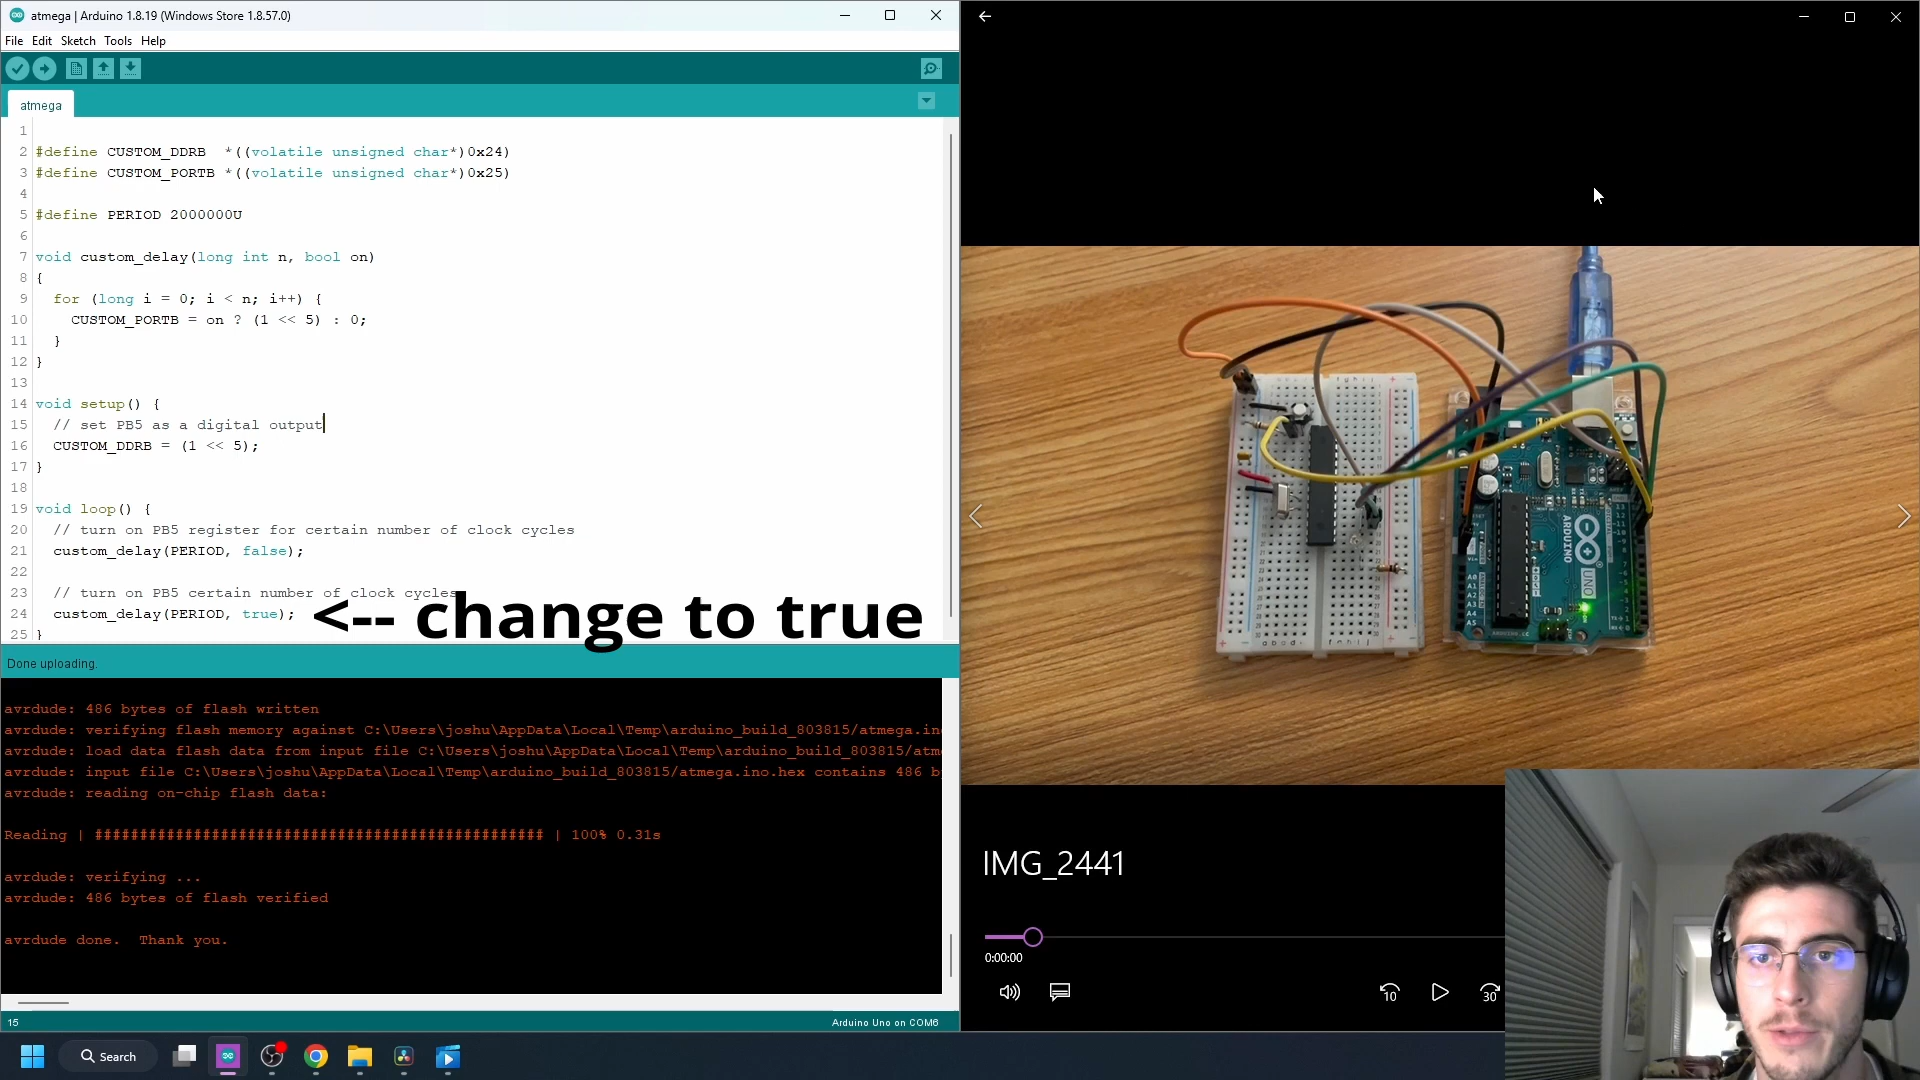 atmega | Arduino 1.8.19 (Windows Store 1.8.57.0)
File Edit Sketch Tools Help
atmega
1
2 #define CUSTOM_DDRB  *((volatile unsigned char*)0x24)
3 #define CUSTOM_PORTB *((volatile unsigned char*)0x25)
4
5 #define PERIOD 2000000U
6
7 void custom_delay(long int n, bool on)
8 {
9   for (long i = 0; i < n; i++) {
10     CUSTOM_PORTB = on ? (1 << 5) : 0;
11   }
12 }
13
14 void setup() {
15   // set PB5 as a digital output
16   CUSTOM_DDRB = (1 << 5);
17 }
18
19 void loop() {
20   // turn on PB5 register for certain number of clock cycles
21   custom_delay(PERIOD, false);
22
23   // turn on PB5 certain number of clock cycles
24   custom_delay(PERIOD, true);
<-- change to true
25 }
Done uploading.
avrdude: 486 bytes of flash written
avrdude: verifying flash memory against C:\Users\joshu\AppData\Local\Temp\arduino_build_803815/atmega.in
avrdude: load data flash data from input file C:\Users\joshu\AppData\Local\Temp\arduino_build_803815/atm
avrdude: input file C:\Users\joshu\AppData\Local\Temp\arduino_build_803815/atmega.ino.hex contains 486 b
avrdude: reading on-chip flash data:
Reading | ################################################## | 100% 0.31s
avrdude: verifying ...
avrdude: 486 bytes of flash verified
avrdude done.  Thank you.
15
Arduino Uno on COM6
Search
ARDUINO
UNO
IMG_2441
0:00:00
10
30